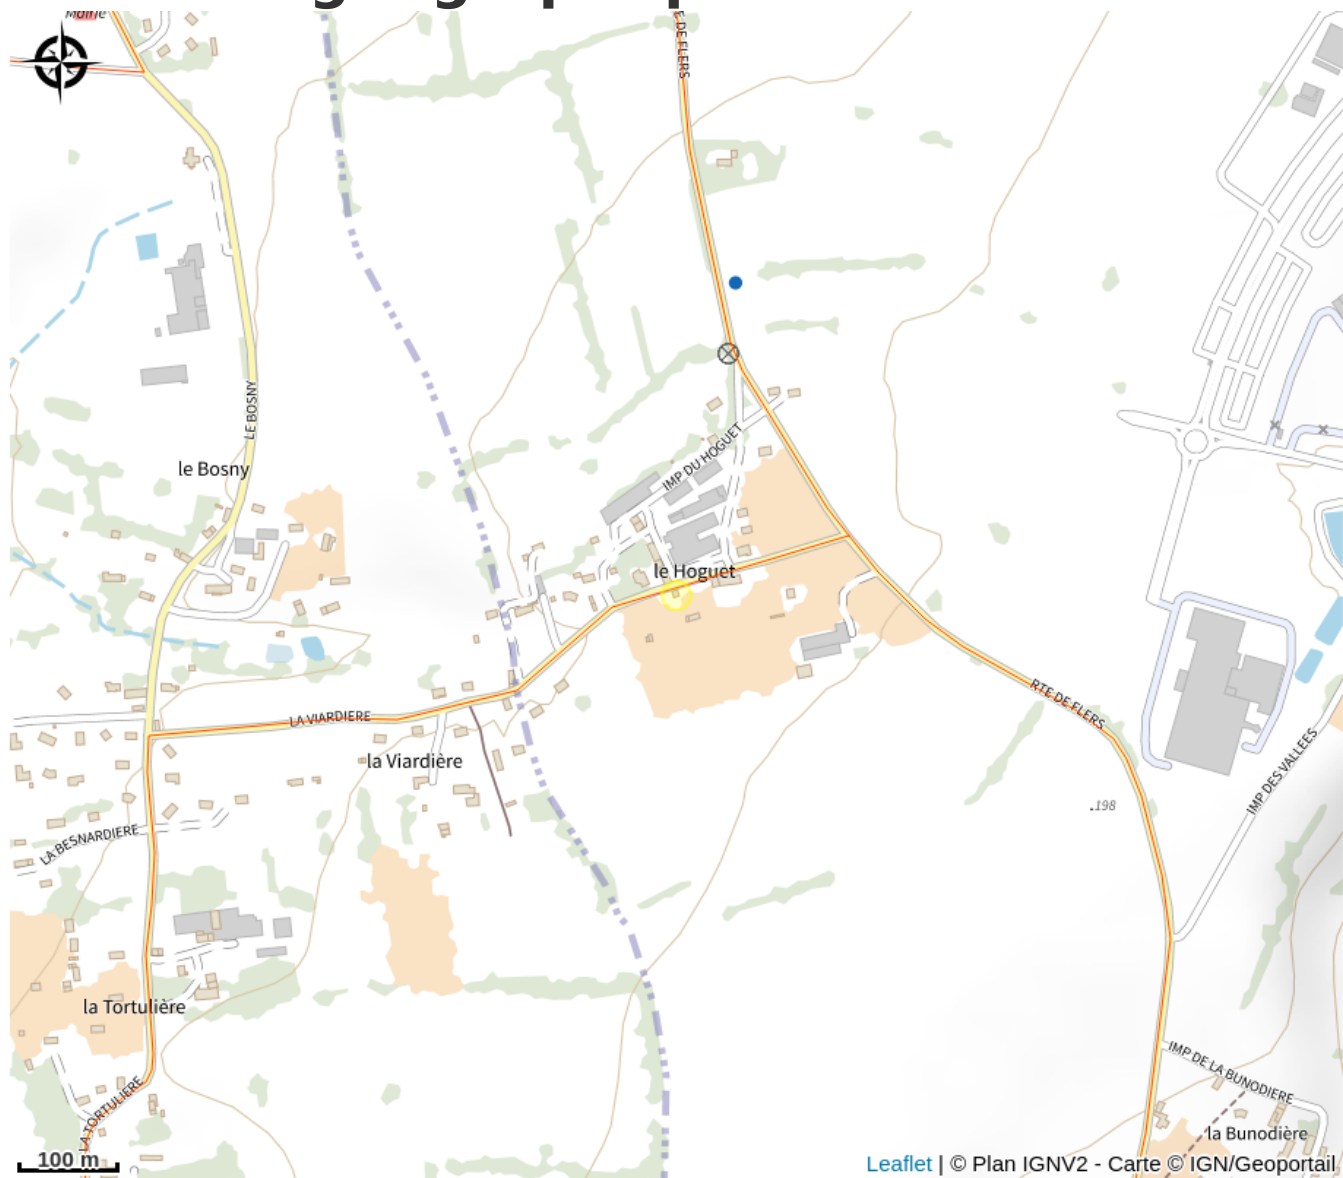 Mairie
E DE FLERS
LE BOSNY
le Bosny
IMP DU HOGUET
le Hoguet
LA VIARDIERE
la Viardière
RTE DE FLERS
.198
IMP DES VALLEES
LA BESNARDIERE
la Tortulière
LA TORTULIERE
IMP DE LA BUNODIERE
la Bunodière
100 m
Leaflet | © Plan IGNV2 - Carte © IGN/Geoportail